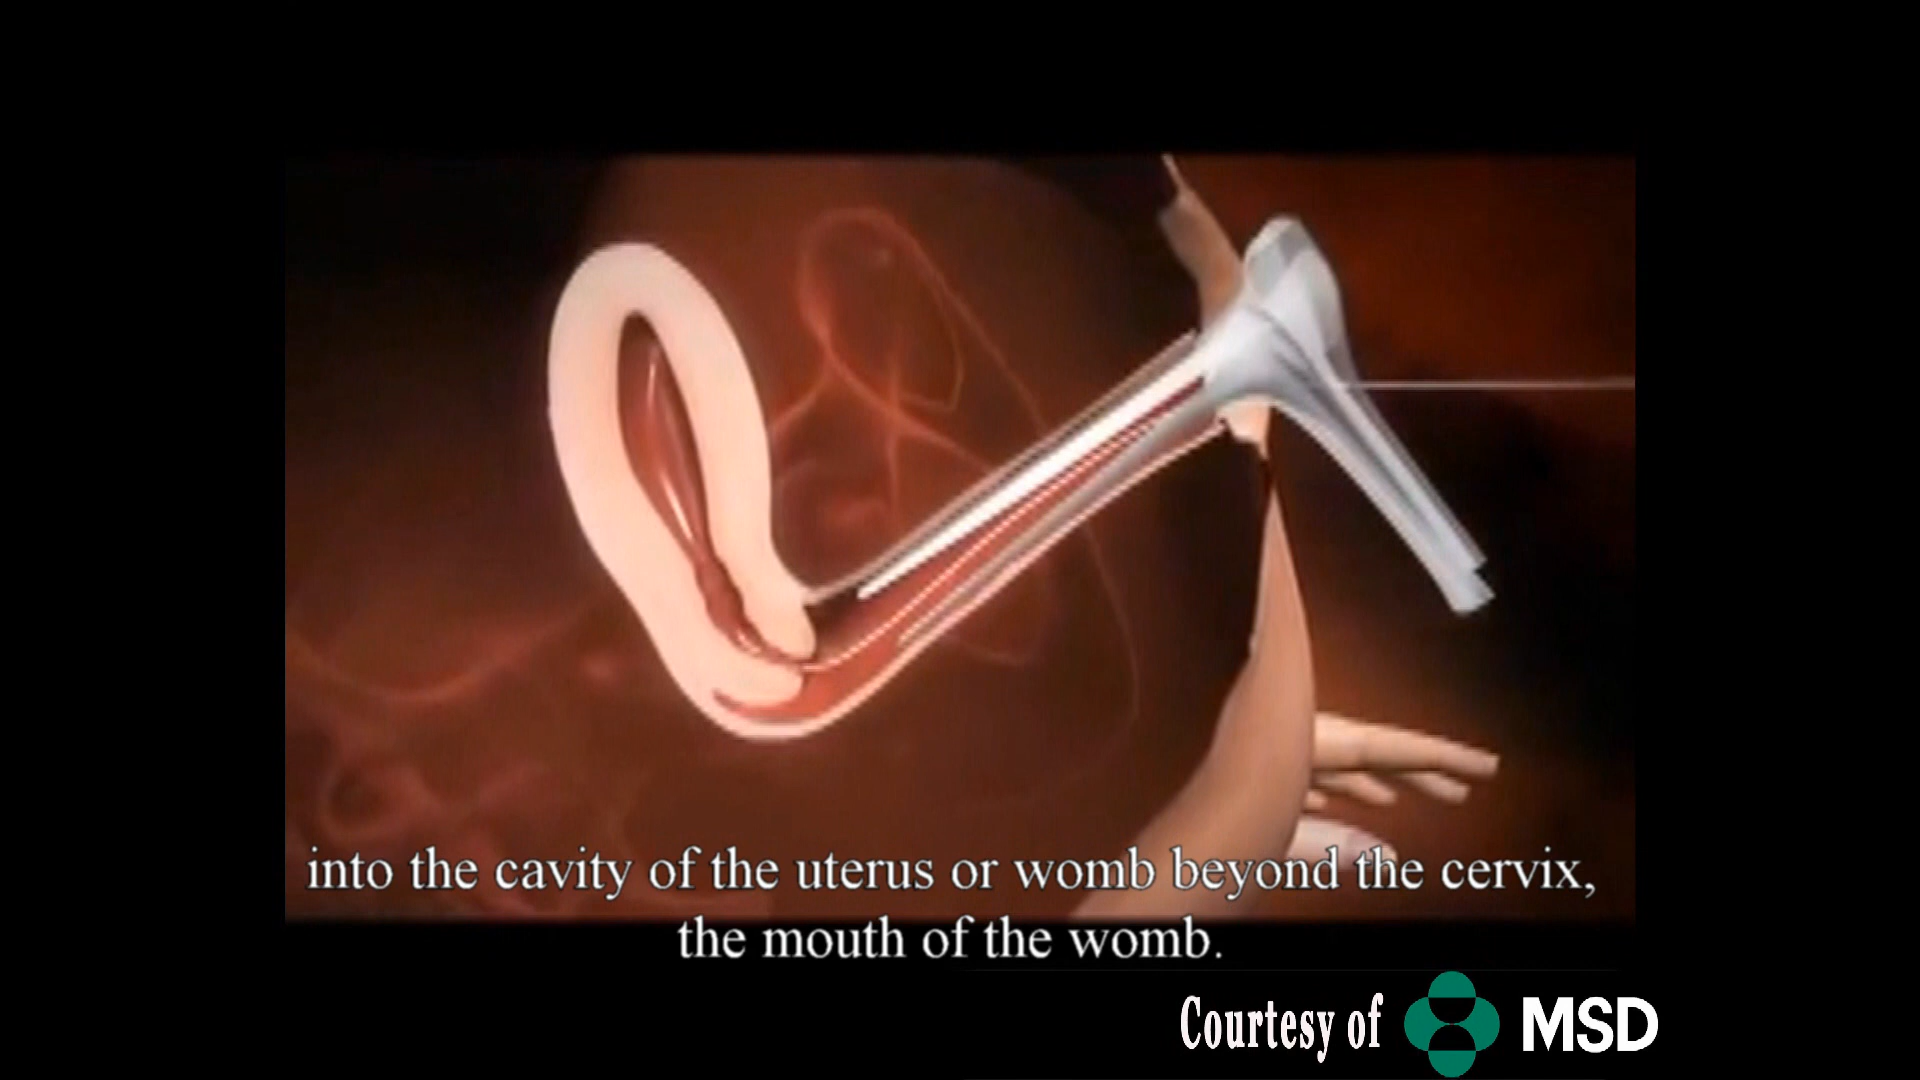 into the cavity of the uterus or womb beyond the cervix,
the mouth of the womb.
Courtesy of MSD